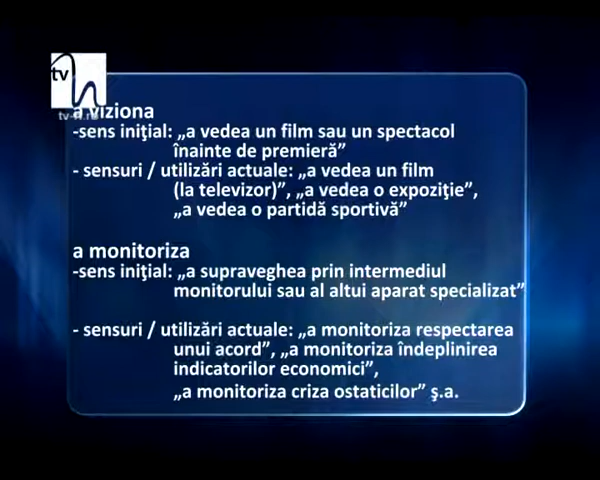 tv
a viziona
-sens iniţial: „a vedea un film sau un spectacol
înainte de premieră”
- sensuri / utilizări actuale: „a vedea un film
(la televizor)”, „a vedea o expoziţie”,
„a vedea o partidă sportivă”
a monitoriza
-sens iniţial: „a supraveghea prin intermediul
monitorului sau al altui aparat specializat”
- sensuri / utilizări actuale: „a monitoriza respectarea
unui acord”, „a monitoriza îndeplinirea
indicatorilor economici”,
„a monitoriza criza ostaticilor” ş.a.